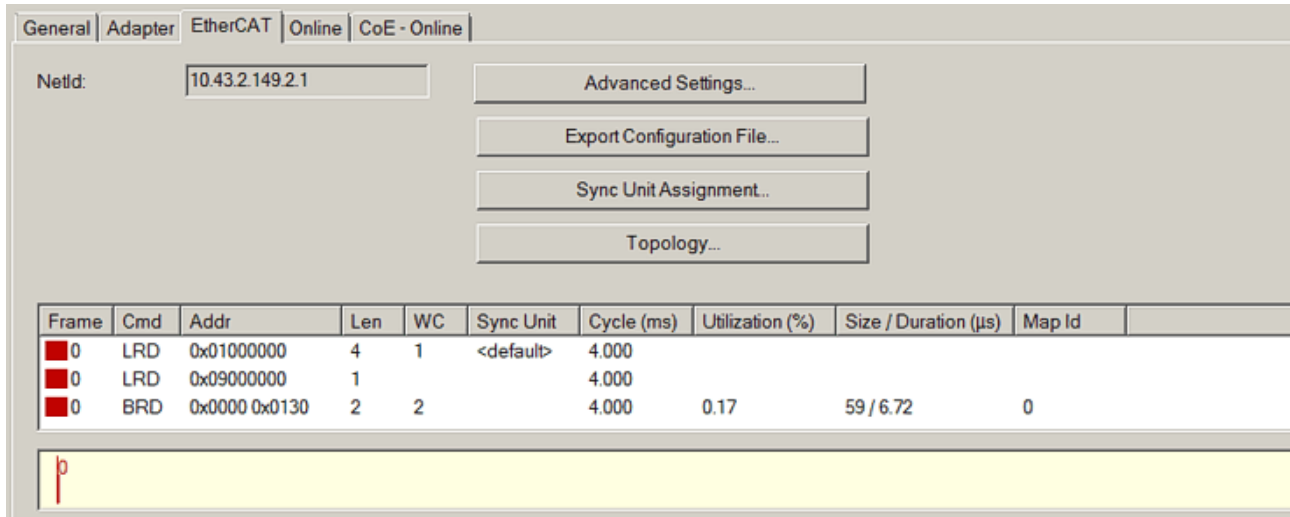 General Adapter EtherCAT Online CoE - Online
NetId: 10.43.2.149.2.1 Advanced Settings...
Export Configuration File...
Sync Unit Assignment...
Topology...
Frame Cmd Addr Len WC Sync Unit Cycle (ms) Utilization (%) Size / Duration (µs) Map Id
0 LRD 0x01000000 4 1 <default> 4.000
0 LRD 0x09000000 1 4.000
0 BRD 0x0000 0x0130 2 2 4.000 0.17 59 / 6.72 0
0